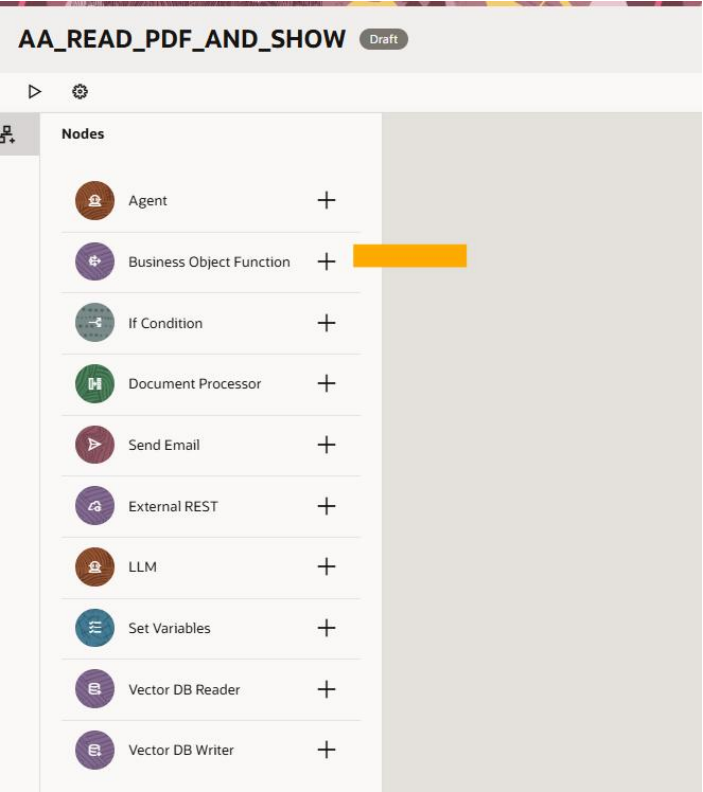 AA_READ_PDF_AND_SHOW Draft
Nodes
Agent
Business Object Function
If Condition
Document Processor
Send Email
External REST
LLM
Set Variables
Vector DB Reader
Vector DB Writer